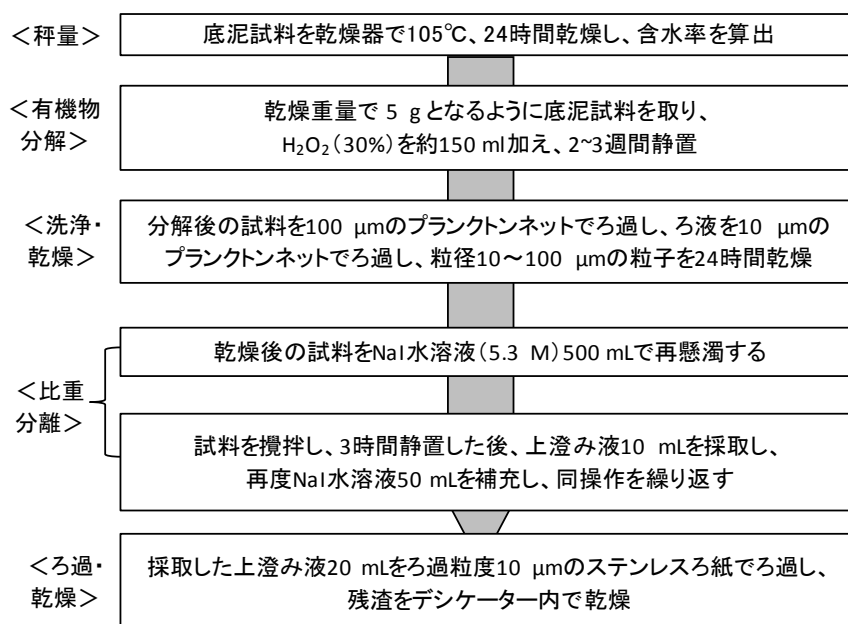 <秤量>
底泥試料を乾燥器で105℃、24時間乾燥し、含水率を算出
<有機物
分解>
乾燥重量で 5 g となるように底泥試料を取り、
H₂O₂(30%)を約150 ml加え、2~3週間静置
<洗浄・
乾燥>
分解後の試料を100 μmのプランクトンネットでろ過し、ろ液を10 μmの
プランクトンネットでろ過し、粒径10～100 μmの粒子を24時間乾燥
<比重
分離>
乾燥後の試料をNaI水溶液(5.3 M)500 mLで再懸濁する
試料を攪拌し、3時間静置した後、上澄み液10 mLを採取し、
再度NaI水溶液50 mLを補充し、同操作を繰り返す
<ろ過・
乾燥>
採取した上澄み液20 mLをろ過粒度10 μmのステンレスろ紙でろ過し、
残渣をデシケーター内で乾燥